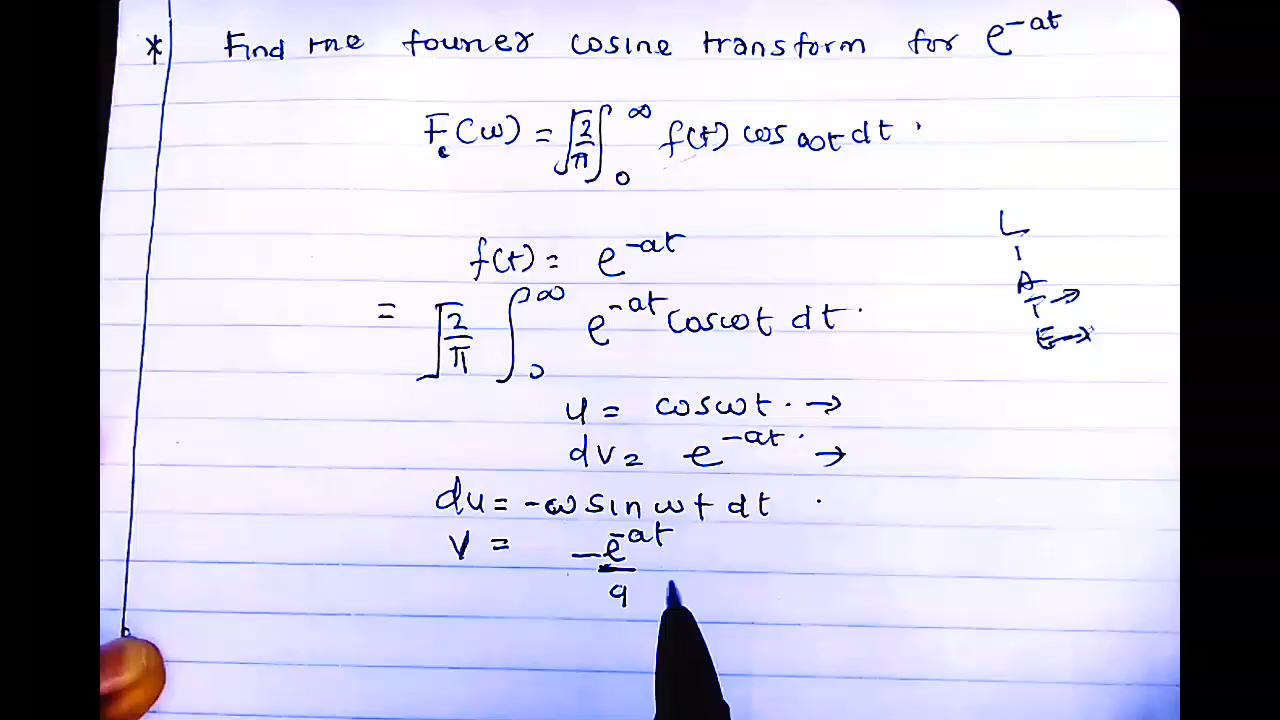 * Find the fourier cosine transform for e^{-at}
F_c(ω) = √(2/π) ∫_0^∞ f(t) cos ωt dt .
f(t) = e^{-at}
= √(2/π) ∫_0^∞ e^{-at} cos ωt dt .
L
I
A
T →
E →
u = cos ωt . →
dv = e^{-at} . →
du = -ω sin ωt dt .
v = -e^{-at}/a